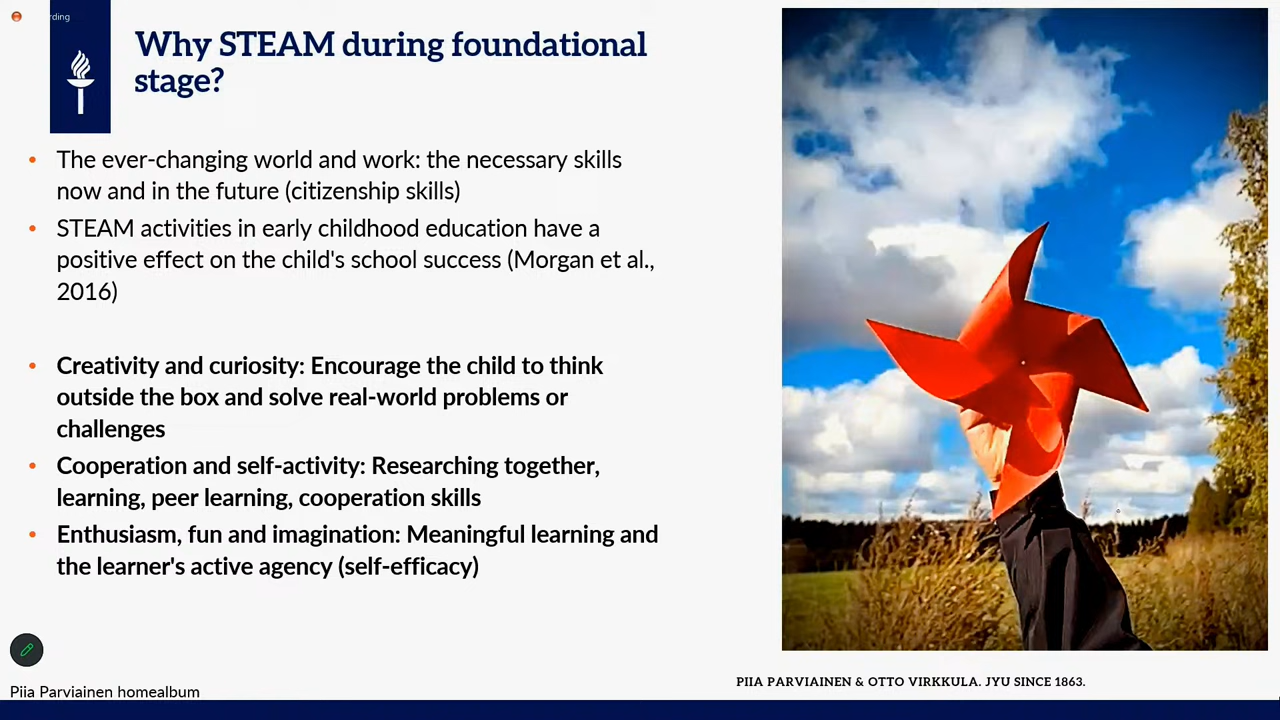 Why STEAM during foundational
stage?
• The ever-changing world and work: the necessary skills
now and in the future (citizenship skills)
• STEAM activities in early childhood education have a
positive effect on the child's school success (Morgan et al.,
2016)
• Creativity and curiosity: Encourage the child to think
outside the box and solve real-world problems or
challenges
• Cooperation and self-activity: Researching together,
learning, peer learning, cooperation skills
• Enthusiasm, fun and imagination: Meaningful learning and
the learner's active agency (self-efficacy)
Piia Parviainen homealbum
PIIA PARVIAINEN & OTTO VIRKKULA. JYU SINCE 1863.